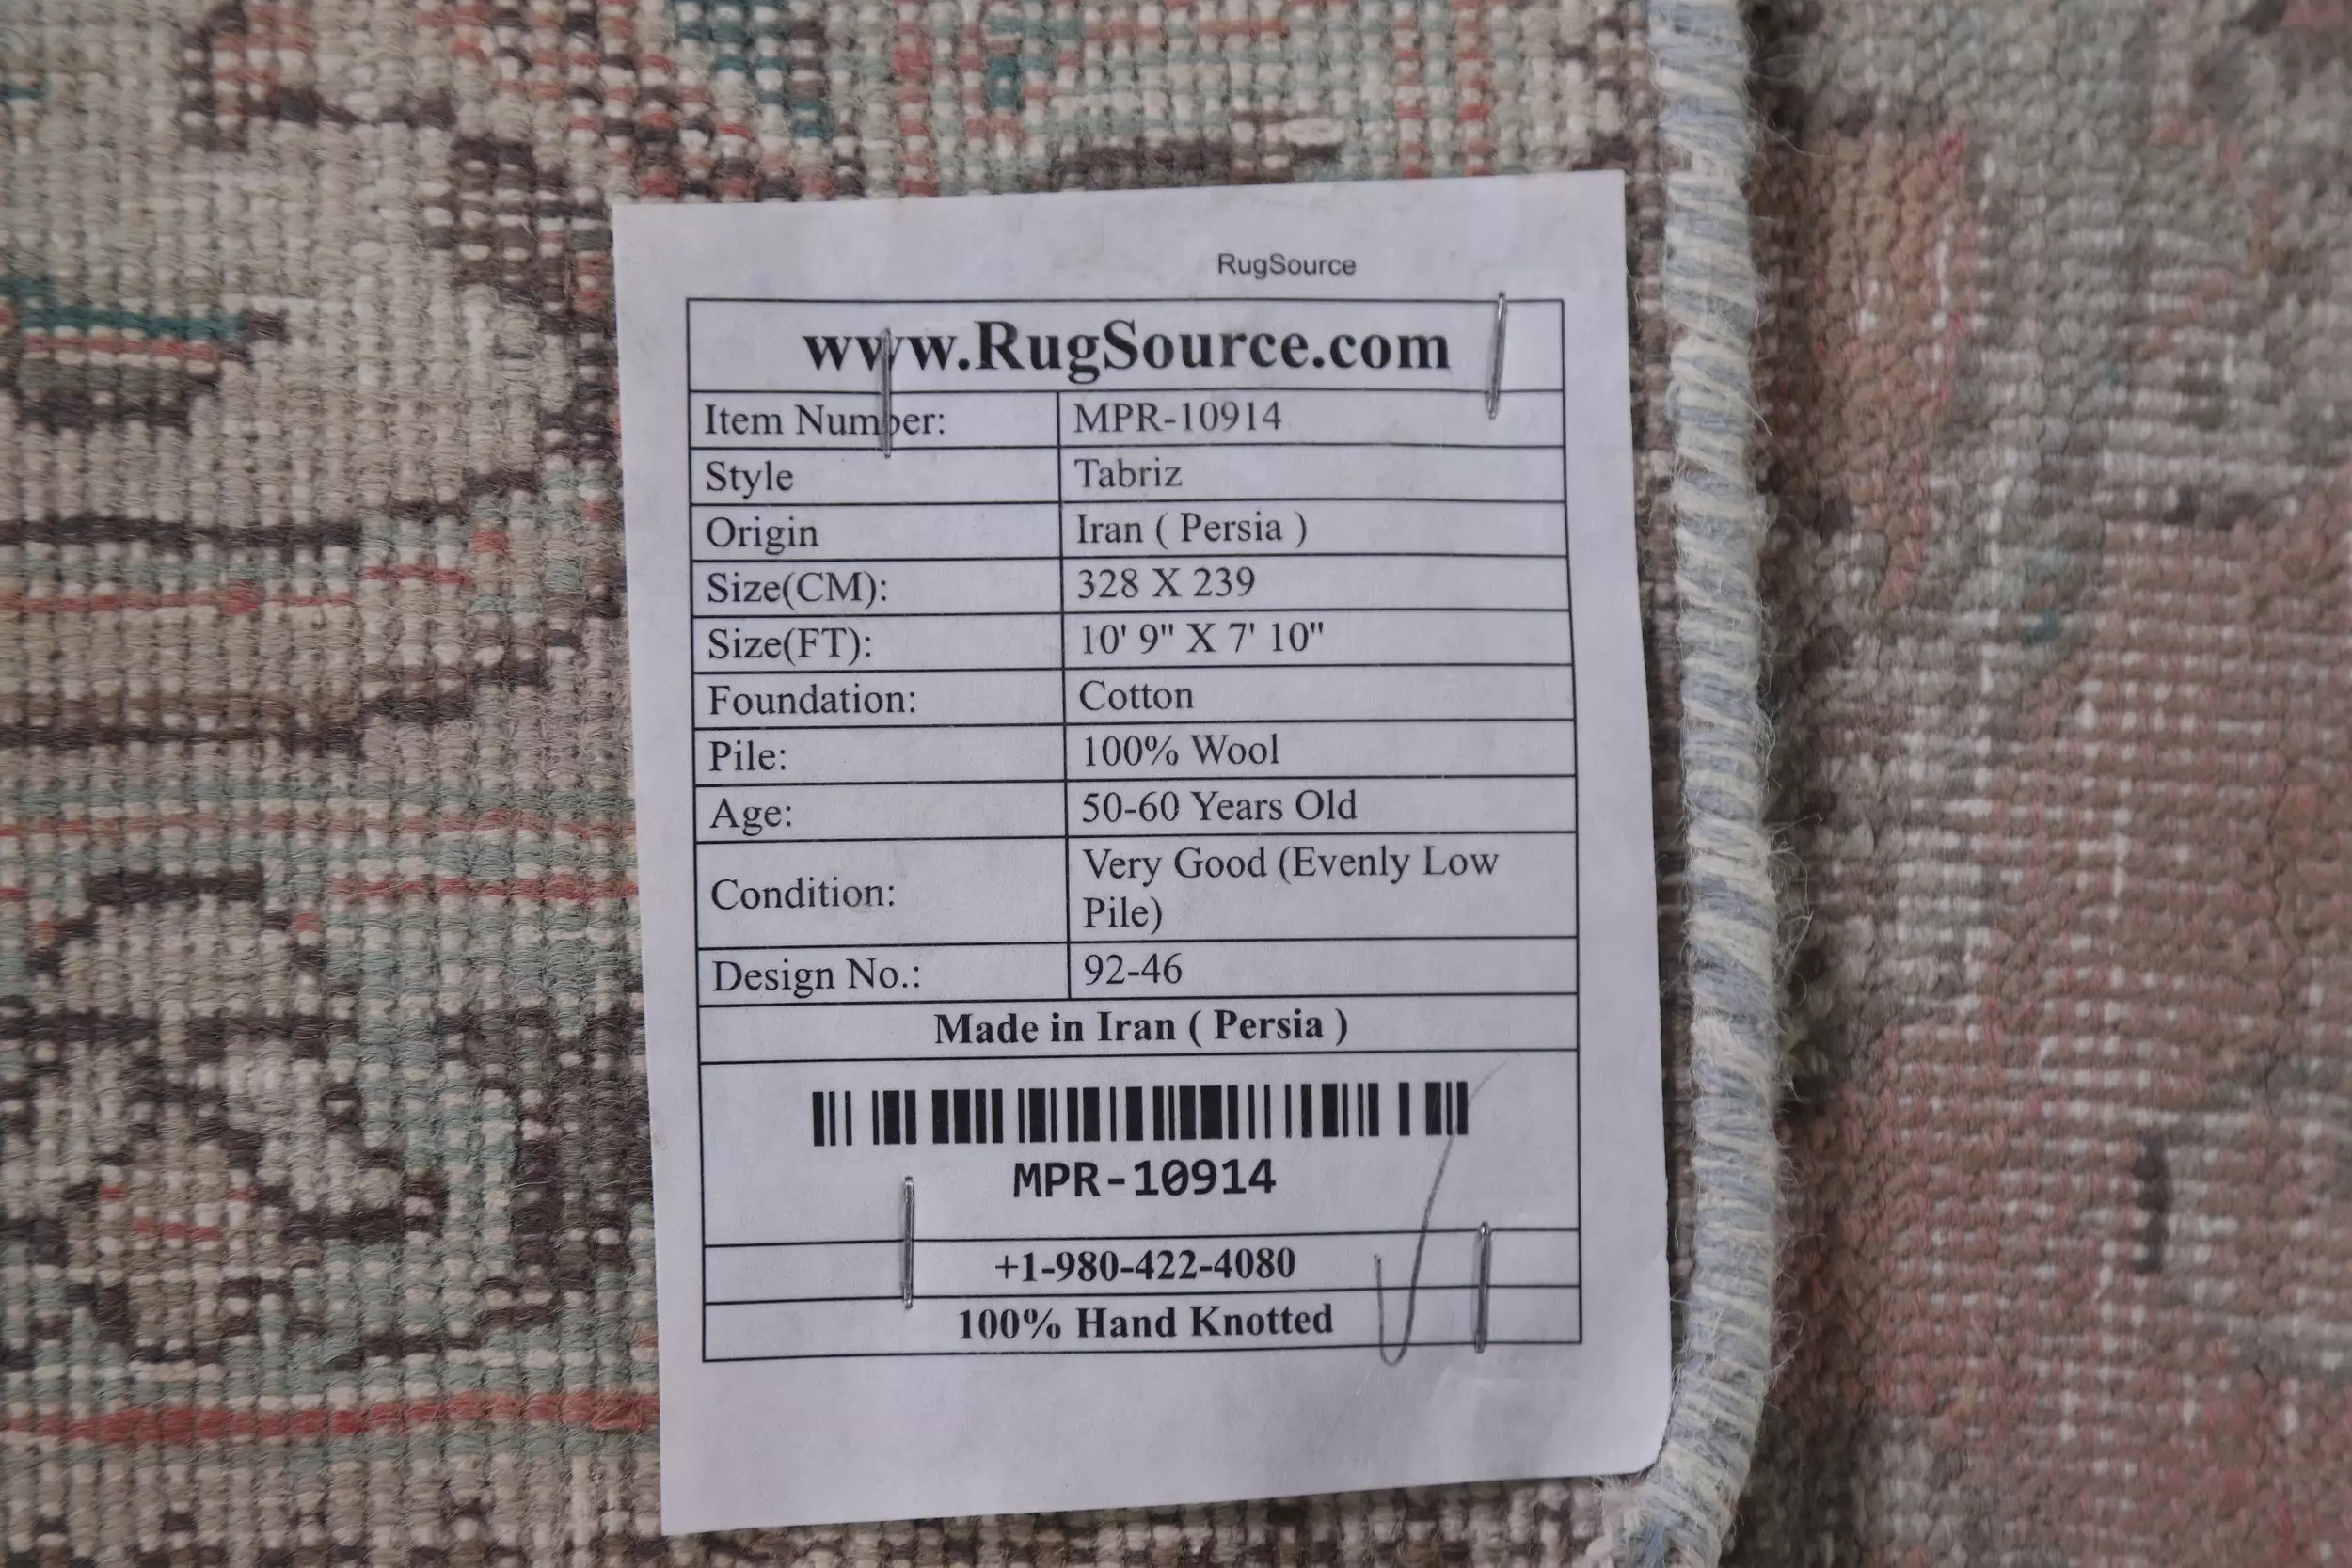 RugSource
www.RugSource.com
Item Number: MPR-10914
Style Tabriz
Origin Iran ( Persia )
Size(CM): 328 X 239
Size(FT): 10' 9" X 7' 10"
Foundation: Cotton
Pile: 100% Wool
Age: 50-60 Years Old
Condition: Very Good (Evenly Low
Pile)
Design No.: 92-46
Made in Iran ( Persia )
MPR-10914
+1-980-422-4080
100% Hand Knotted